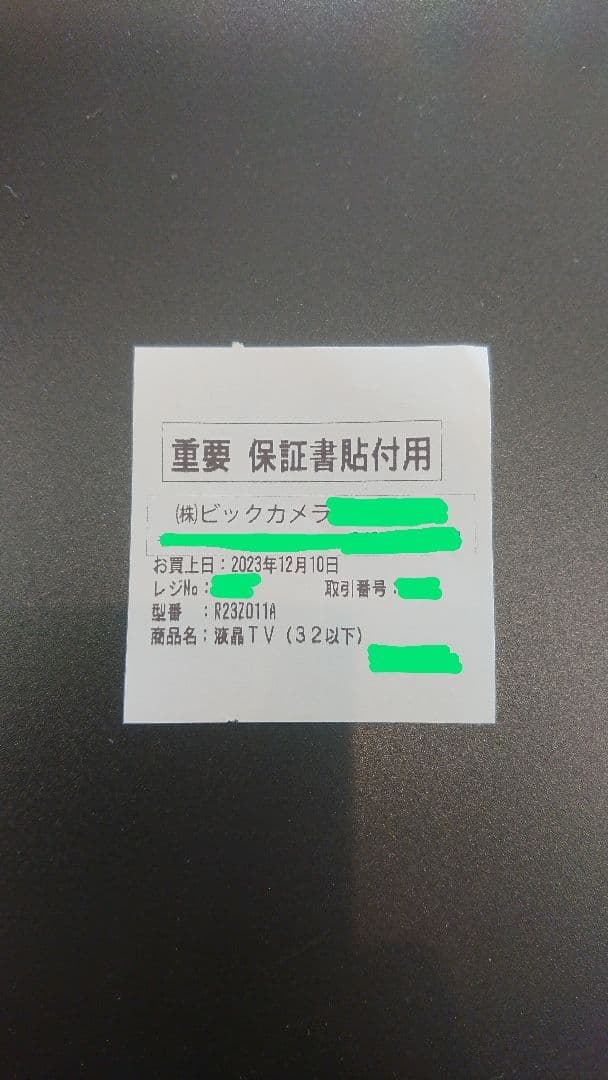 重要 保証書貼付用
㈱ビックカメラ
お買上日：2023年12月10日
レジNo： 取引番号：
型番 ：R23Z011A
商品名：液晶ＴＶ（３２以下）